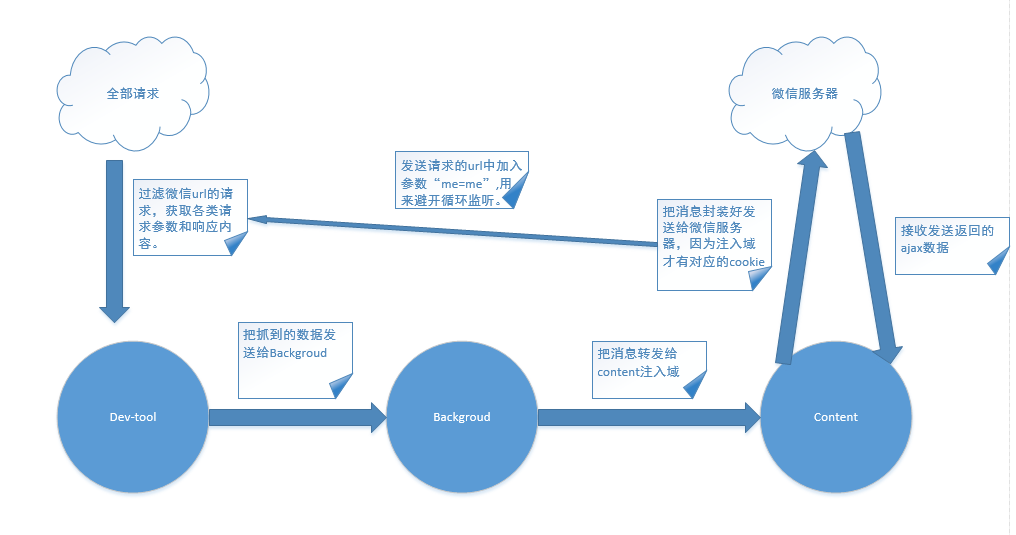 全部请求
微信服务器
发送请求的url中加入
参数“me=me”,用
来避开循环监听。
过滤微信url的请
求，获取各类请
求参数和响应内
容。
把消息封装好发
送给微信服务
器，因为注入域
才有对应的cookie
接收发送返回的
ajax数据
把抓到的数据发
送给Backgroud
把消息转发给
content注入域
Dev-tool
Backgroud
Content